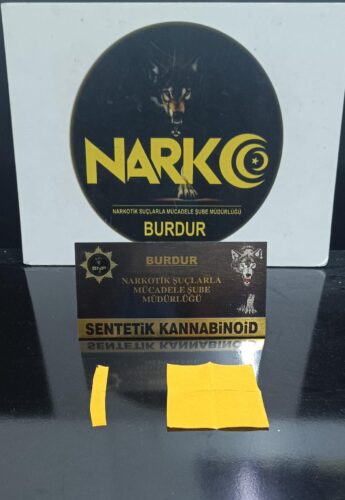 NARKO
NARKOTİK SUÇLARLA MÜCADELE ŞUBE MÜDÜRLÜĞÜ
BURDUR
BURDUR
NARKOTİK SUÇLARLA
MÜCADELE ŞUBE
MÜDÜRLÜĞÜ
SENTETİK KANNABİNOİD